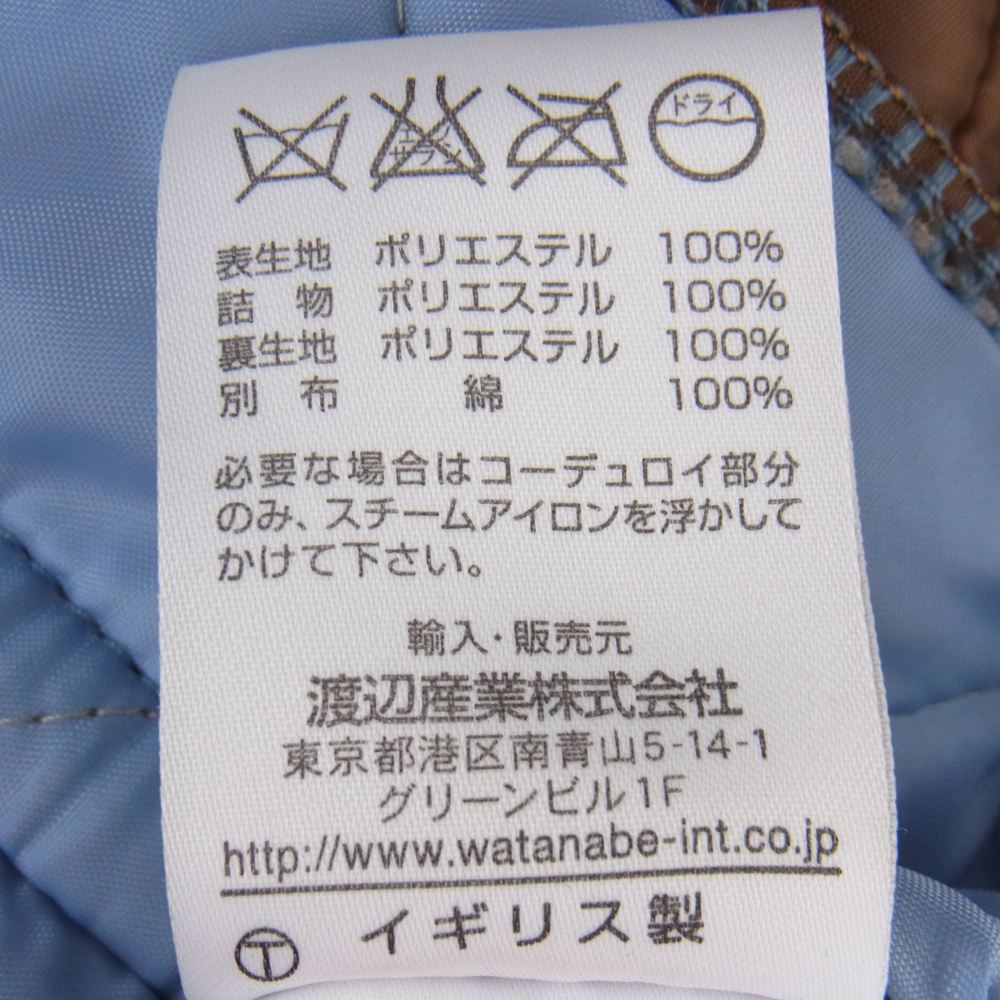 エンソ サラシ ドライ
表生地 ポリエステル 100%
詰物 ポリエステル 100%
裏生地 ポリエステル 100%
別布 綿 100%
必要な場合はコーデュロイ部分
のみ、スチームアイロンを浮かして
かけて下さい。
輸入・販売元
渡辺産業株式会社
東京都港区南青山5-14-1
グリーンビル1F
http://www.watanabe-int.co.jp
T イギリス製